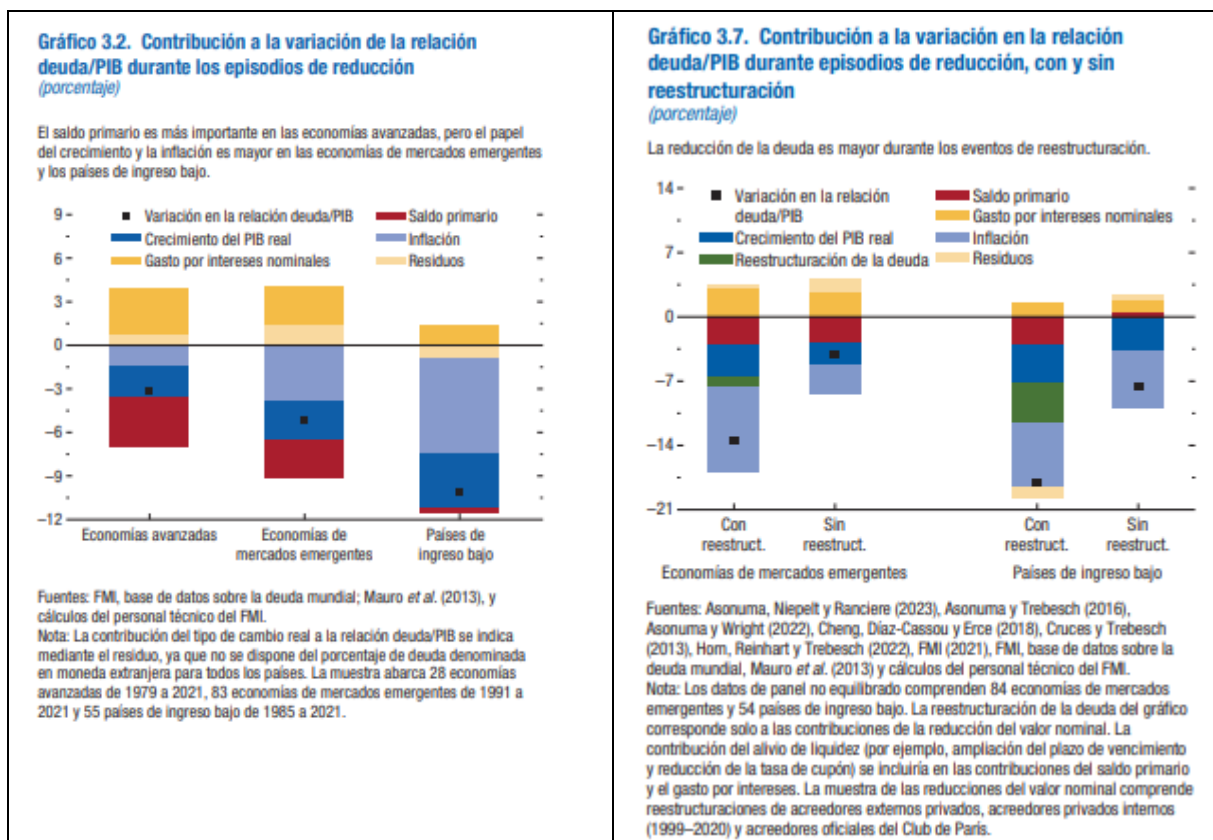 Gráfico 3.2. Contribución a la variación de la relación
deuda/PIB durante los episodios de reducción
(porcentaje)
El saldo primario es más importante en las economías avanzadas, pero el papel
del crecimiento y la inflación es mayor en las economías de mercados emergentes
y los países de ingreso bajo.
Variación en la relación deuda/PIB
Saldo primario
Crecimiento del PIB real
Inflación
Gasto por intereses nominales
Residuos
9
6
3
0
–3
–6
–9
–12
Economías avanzadas
Economías de
mercados emergentes
Países de
ingreso bajo
Fuentes: FMI, base de datos sobre la deuda mundial; Mauro et al. (2013), y
cálculos del personal técnico del FMI.
Nota: La contribución del tipo de cambio real a la relación deuda/PIB se indica
mediante el residuo, ya que no se dispone del porcentaje de deuda denominada
en moneda extranjera para todos los países. La muestra abarca 28 economías
avanzadas de 1979 a 2021, 83 economías de mercados emergentes de 1991 a
2021 y 55 países de ingreso bajo de 1985 a 2021.
Gráfico 3.7. Contribución a la variación en la relación
deuda/PIB durante episodios de reducción, con y sin
reestructuración
(porcentaje)
La reducción de la deuda es mayor durante los eventos de reestructuración.
Variación en la relación
deuda/PIB
Saldo primario
Gasto por intereses nominales
Crecimiento del PIB real
Inflación
Reestructuración de la deuda
Residuos
14
7
0
–7
–14
–21
Con
reestruct.
Sin
reestruct.
Con
reestruct.
Sin
reestruct.
Economías de mercados emergentes
Países de ingreso bajo
Fuentes: Asonuma, Niepelt y Ranciere (2023), Asonuma y Trebesch (2016),
Asonuma y Wright (2022), Cheng, Díaz-Cassou y Erce (2018), Cruces y Trebesch
(2013), Horn, Reinhart y Trebesch (2022), FMI (2021), FMI, base de datos sobre la
deuda mundial, Mauro et al. (2013) y cálculos del personal técnico del FMI.
Nota: Los datos de panel no equilibrado comprenden 84 economías de mercados
emergentes y 54 países de ingreso bajo. La reestructuración de la deuda del gráfico
corresponde solo a las contribuciones de la reducción del valor nominal. La
contribución del alivio de liquidez (por ejemplo, ampliación del plazo de vencimiento
y reducción de la tasa de cupón) se incluiría en las contribuciones del saldo primario
y el gasto por intereses. La muestra de las reducciones del valor nominal comprende
reestructuraciones de acreedores externos privados, acreedores privados internos
(1999–2020) y acreedores oficiales del Club de París.